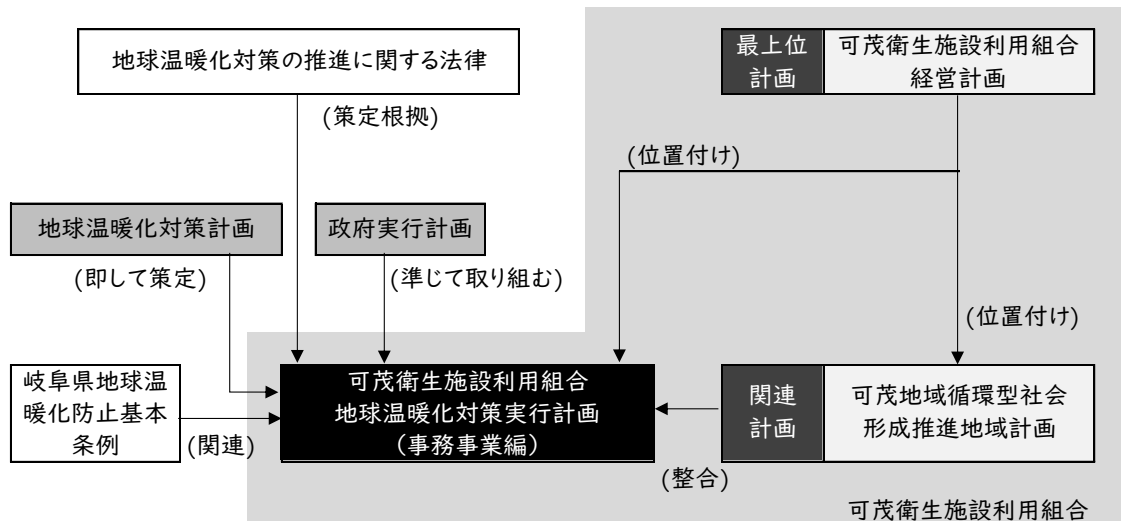 地球温暖化対策の推進に関する法律
(策定根拠)
最上位
計画
可茂衛生施設利用組合
経営計画
(位置付け)
地球温暖化対策計画
(即して策定)
政府実行計画
(準じて取り組む)
(位置付け)
岐阜県地球温
暖化防止基本
条例
(関連)
可茂衛生施設利用組合
地球温暖化対策実行計画
(事務事業編)
関連
計画
可茂地域循環型社会
形成推進地域計画
(整合)
可茂衛生施設利用組合